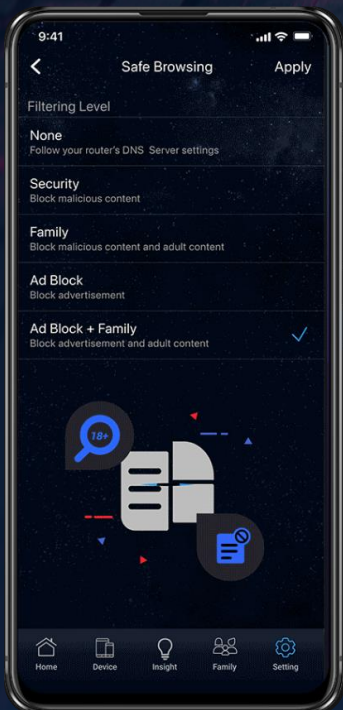 9:41
Safe Browsing
Apply
Filtering Level
None
Follow your router's DNS Server settings
Security
Block malicious content
Family
Block malicious content and adult content
Ad Block
Block advertisement
Ad Block + Family
Block advertisement and adult content
18+
Home
Device
Insight
Family
Setting